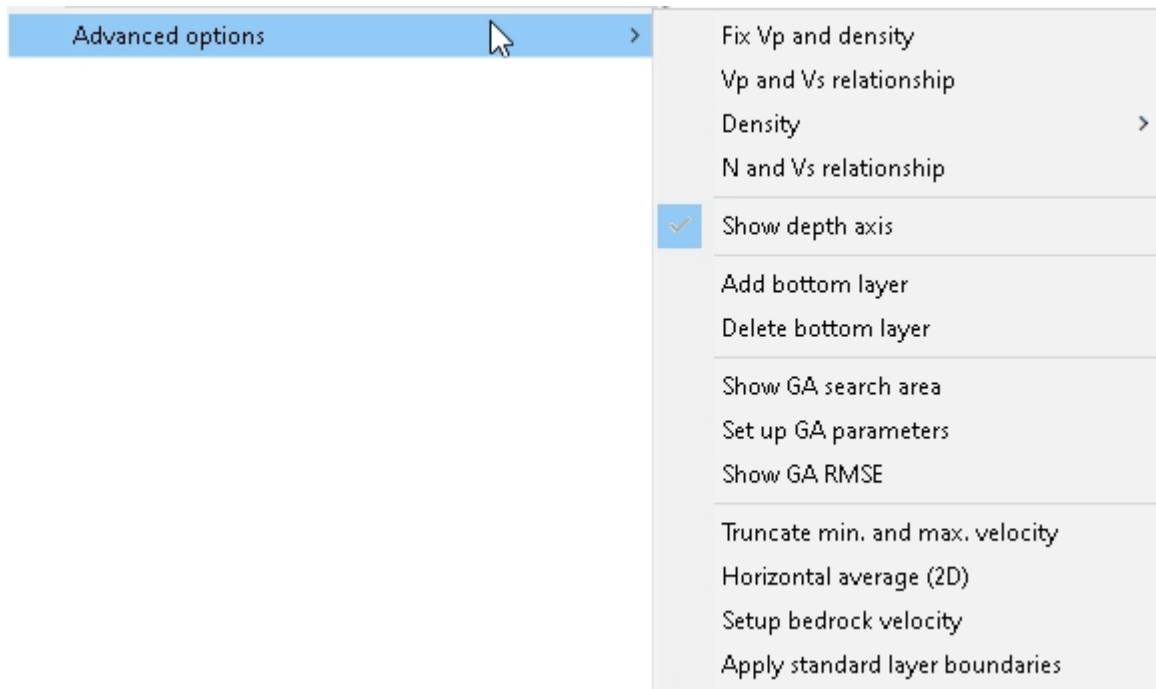 Advanced options
Fix Vp and density
Vp and Vs relationship
Density
N and Vs relationship
Show depth axis
Add bottom layer
Delete bottom layer
Show GA search area
Set up GA parameters
Show GA RMSE
Truncate min. and max. velocity
Horizontal average (2D)
Setup bedrock velocity
Apply standard layer boundaries